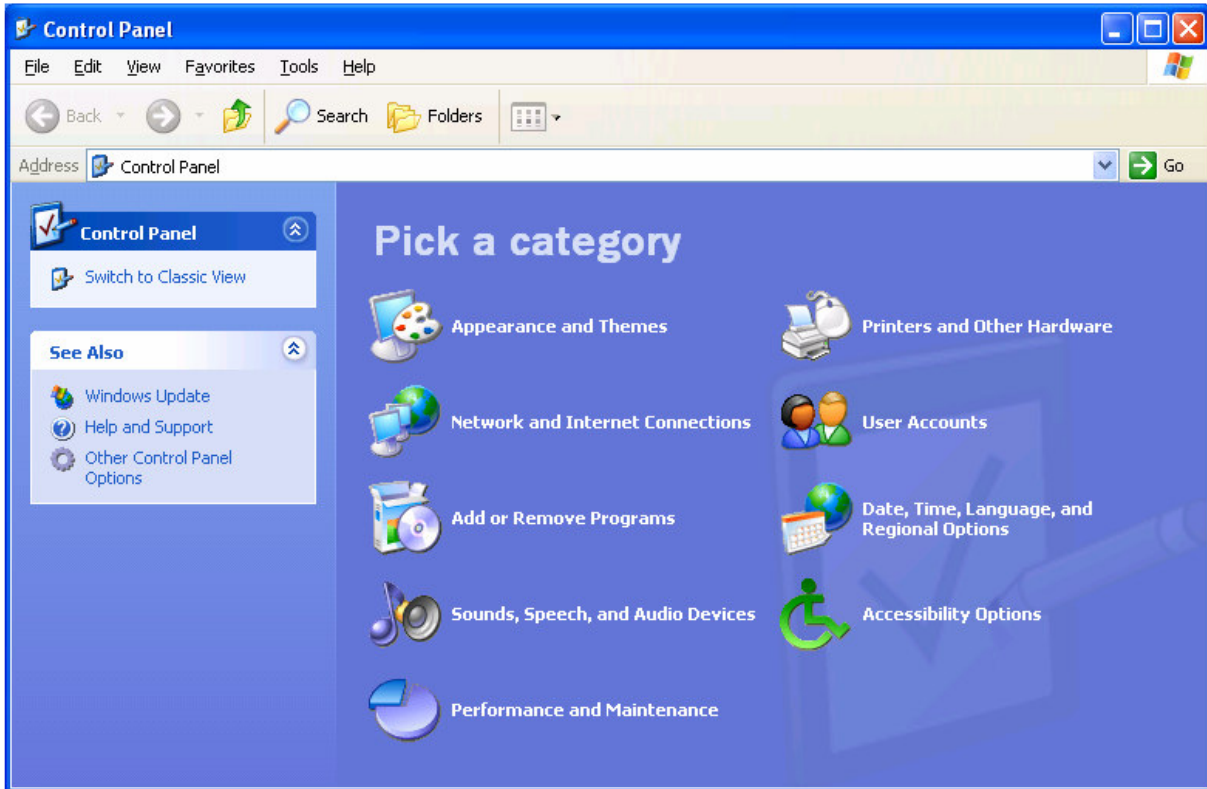 Control Panel
File Edit View Favorites Tools Help
Back Search Folders
Address Control Panel Go
Control Panel
Switch to Classic View
See Also
Windows Update
Help and Support
Other Control Panel
Options
Pick a category
Appearance and Themes
Printers and Other Hardware
Network and Internet Connections
User Accounts
Add or Remove Programs
Date, Time, Language, and
Regional Options
Sounds, Speech, and Audio Devices
Accessibility Options
Performance and Maintenance